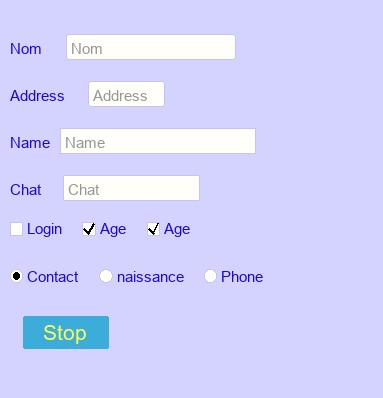 Nom Nom
Address Address
Name Name
Chat Chat
Login Age Age
Contact naissance Phone
Stop